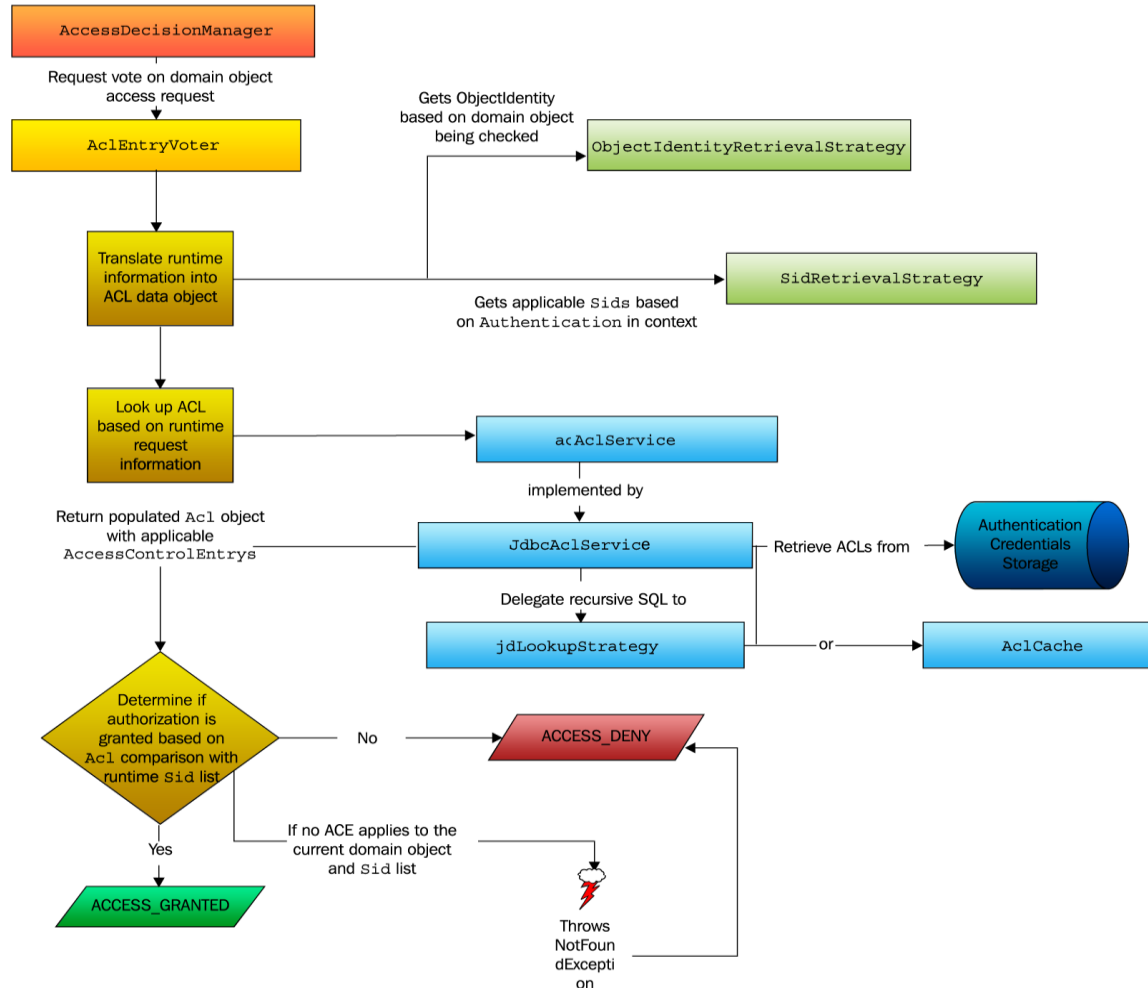 AccessDecisionManager
Request vote on domain object
access request
AclEntryVoter
Gets ObjectIdentity
based on domain object
being checked
ObjectIdentityRetrievalStrategy
Translate runtime
information into
ACL data object
SidRetrievalStrategy
Gets applicable Sids based
on Authentication in context
Look up ACL
based on runtime
request
information
acAclService
implemented by
Return populated Acl object
with applicable
AccessControlEntrys
JdbcAclService
Retrieve ACLs from
Authentication
Credentials
Storage
Delegate recursive SQL to
jdLookupStrategy
or
AclCache
Determine if
authorization is
granted based on
Acl comparison with
runtime Sid list
No
ACCESS_DENY
If no ACE applies to the
current domain object
and Sid list
Yes
ACCESS_GRANTED
Throws
NotFoun
dExcepti
on